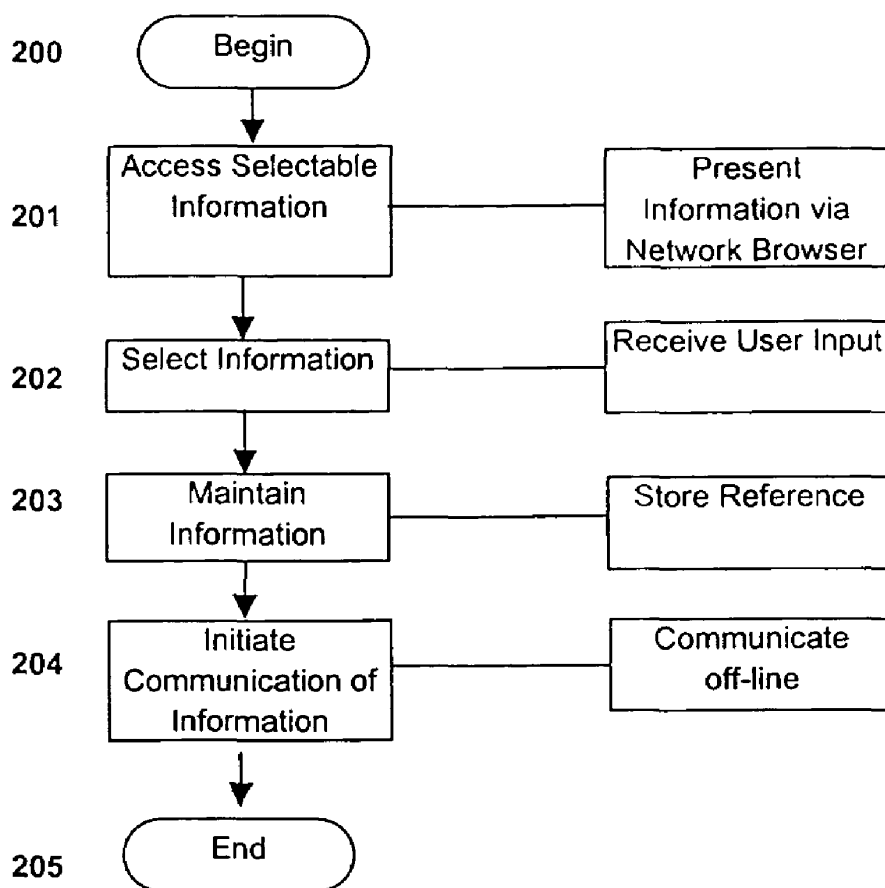 200
Begin
201
Access Selectable
Information
Present
Information via
Network Browser
202
Select Information
Receive User Input
203
Maintain
Information
Store Reference
204
Initiate
Communication of
Information
Communicate
off-line
205
End